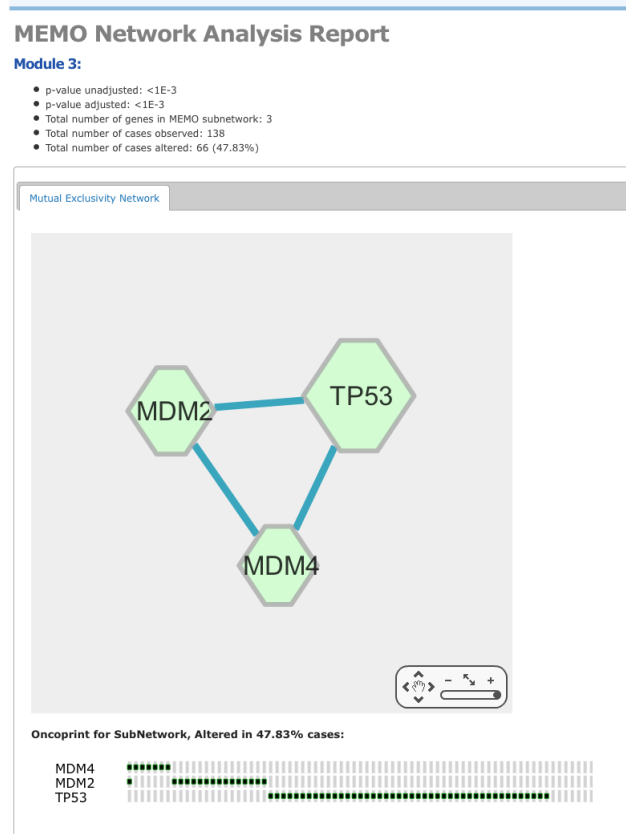 MEMO Network Analysis Report
Module 3:
p-value unadjusted: <1E-3
p-value adjusted: <1E-3
Total number of genes in MEMO subnetwork: 3
Total number of cases observed: 138
Total number of cases altered: 66 (47.83%)
Mutual Exclusivity Network
TP53
MDM2
MDM4
Oncoprint for SubNetwork, Altered in 47.83% cases:
MDM4
MDM2
TP53